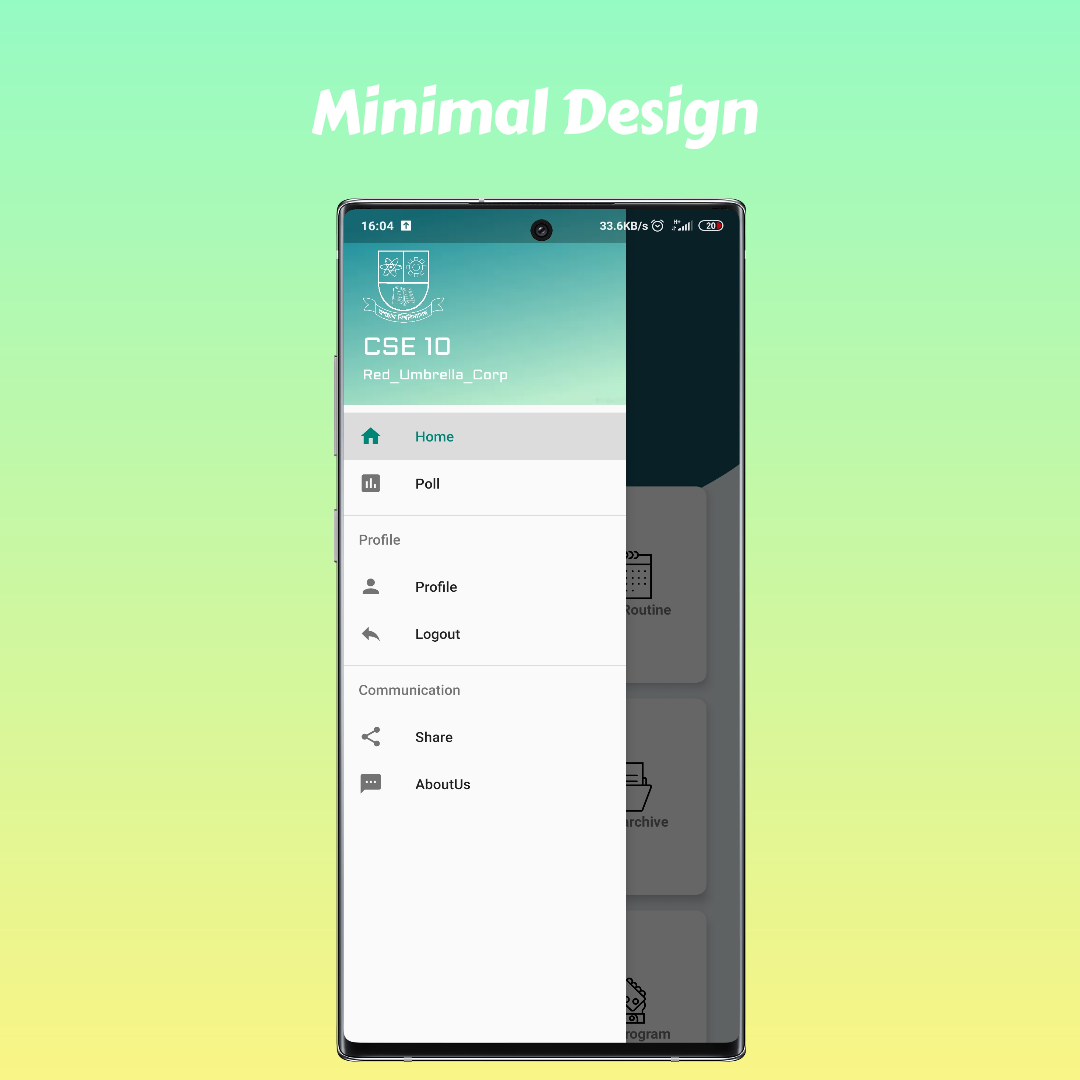 Minimal Design
16:04
33.6KB/s
H+
20
CSE 10
Red_Umbrella_Corp
Home
Poll
Profile
Profile
Logout
Communication
Share
AboutUs
Routine
rchive
rogram